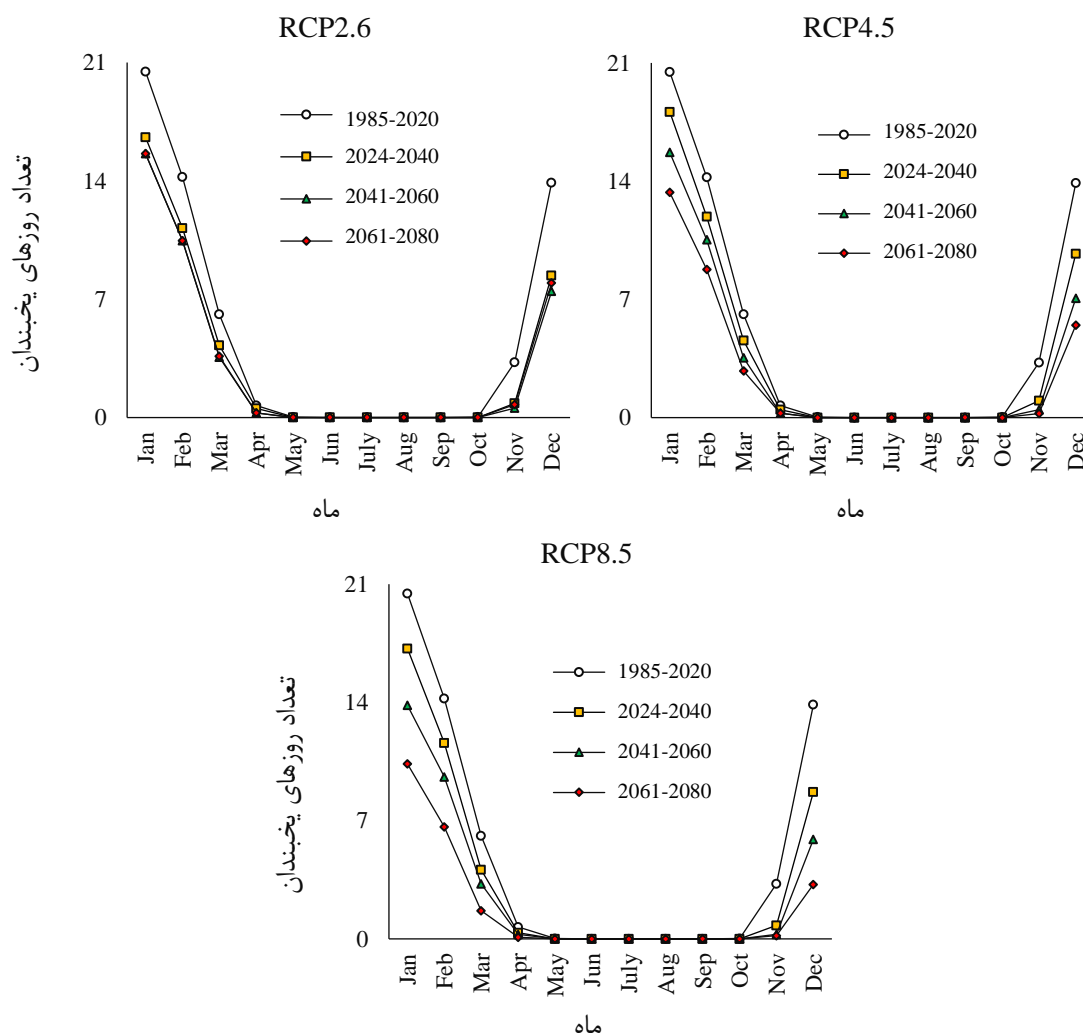 RCP2.6
21
14
7
0
تعداد روزهای یخبندان
1985-2020
2024-2040
2041-2060
2061-2080
Jan
Feb
Mar
Apr
May
Jun
July
Aug
Sep
Oct
Nov
Dec
ماه
RCP4.5
21
14
7
0
1985-2020
2024-2040
2041-2060
2061-2080
Jan
Feb
Mar
Apr
May
Jun
July
Aug
Sep
Oct
Nov
Dec
ماه
RCP8.5
21
14
7
0
تعداد روزهای یخبندان
1985-2020
2024-2040
2041-2060
2061-2080
Jan
Feb
Mar
Apr
May
Jun
July
Aug
Sep
Oct
Nov
Dec
ماه